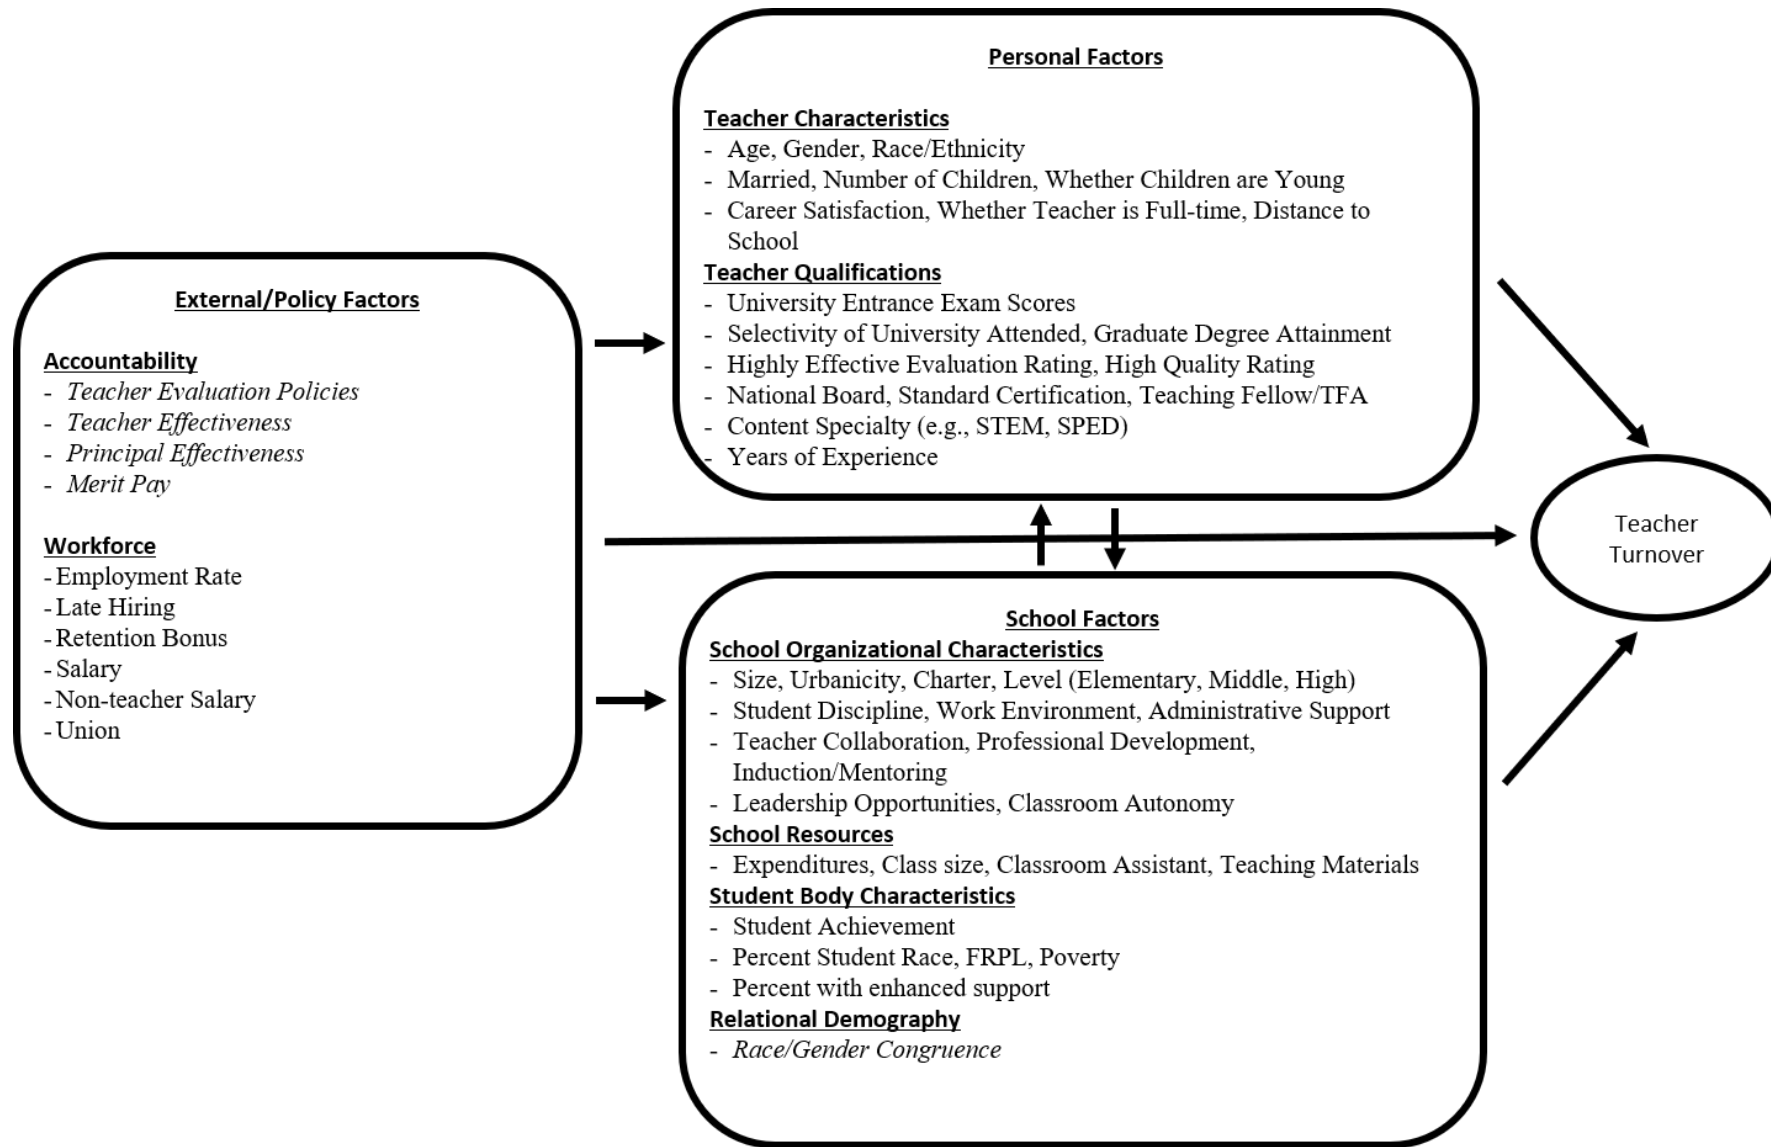 Personal Factors
Teacher Characteristics
- Age, Gender, Race/Ethnicity
- Married, Number of Children, Whether Children are Young
- Career Satisfaction, Whether Teacher is Full-time, Distance to
School
Teacher Qualifications
- University Entrance Exam Scores
- Selectivity of University Attended, Graduate Degree Attainment
- Highly Effective Evaluation Rating, High Quality Rating
- National Board, Standard Certification, Teaching Fellow/TFA
- Content Specialty (e.g., STEM, SPED)
- Years of Experience
External/Policy Factors
Accountability
- Teacher Evaluation Policies
- Teacher Effectiveness
- Principal Effectiveness
- Merit Pay
Workforce
- Employment Rate
- Late Hiring
- Retention Bonus
- Salary
- Non-teacher Salary
- Union
Teacher
Turnover
School Factors
School Organizational Characteristics
- Size, Urbanicity, Charter, Level (Elementary, Middle, High)
- Student Discipline, Work Environment, Administrative Support
- Teacher Collaboration, Professional Development,
Induction/Mentoring
- Leadership Opportunities, Classroom Autonomy
School Resources
- Expenditures, Class size, Classroom Assistant, Teaching Materials
Student Body Characteristics
- Student Achievement
- Percent Student Race, FRPL, Poverty
- Percent with enhanced support
Relational Demography
- Race/Gender Congruence